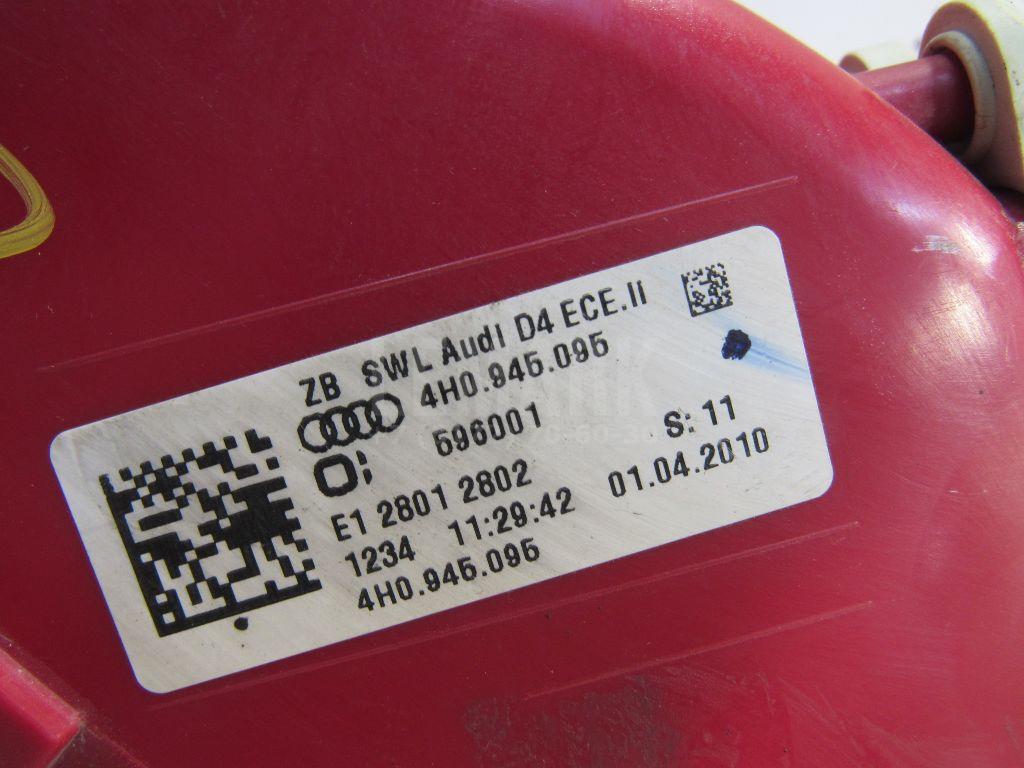 ZB SWL Audi D4 ECE.II
4H0.945.095
596001
S: 11
E1 2801 2802
01.04.2010
1234 11:29:42
4H0.945.095